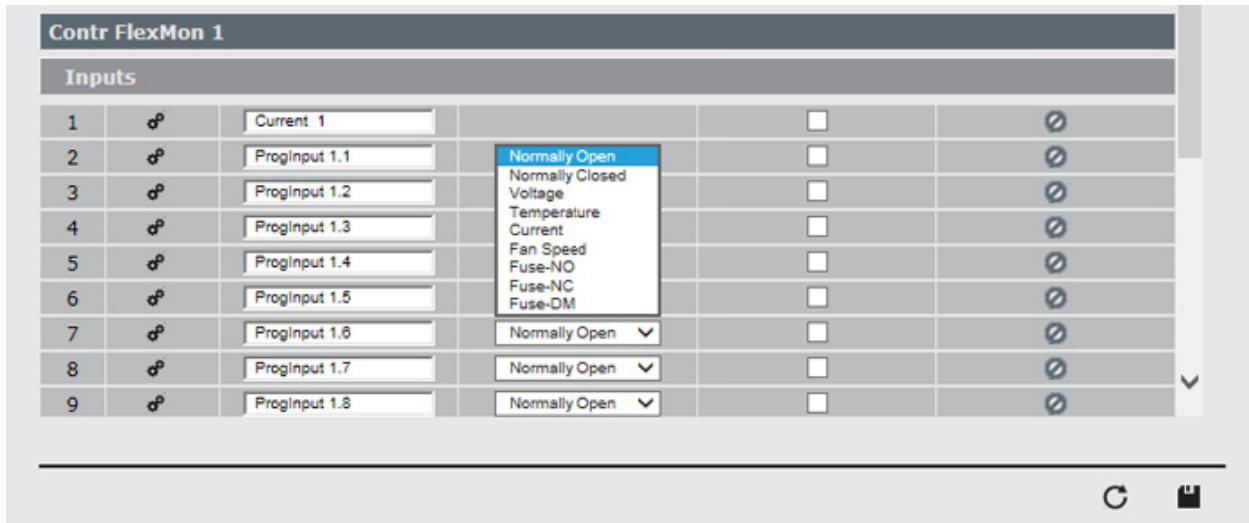 Contr FlexMon 1
Inputs
1 Current 1
2 ProgInput 1.1 Normally Open
Normally Closed
3 ProgInput 1.2 Voltage
Temperature
4 ProgInput 1.3 Current
Fan Speed
5 ProgInput 1.4 Fuse-NO
Fuse-NC
6 ProgInput 1.5 Fuse-DM
7 ProgInput 1.6 Normally Open
8 ProgInput 1.7 Normally Open
9 ProgInput 1.8 Normally Open